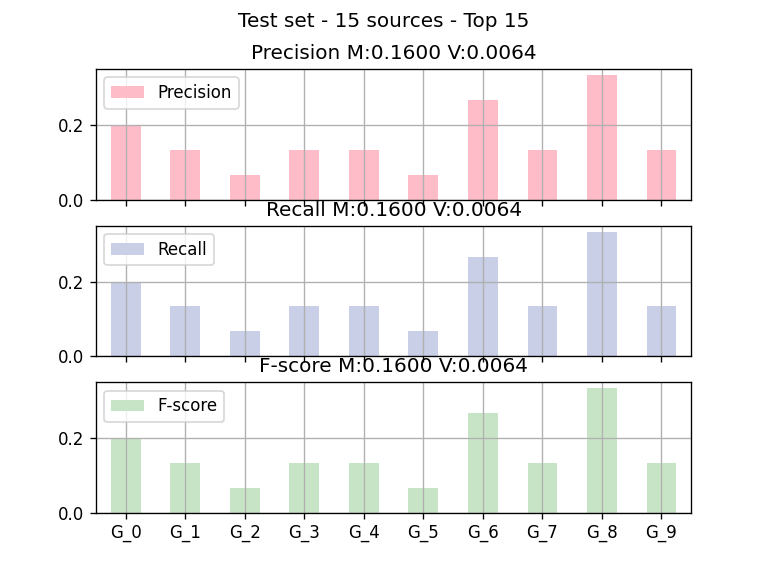 Test set - 15 sources - Top 15
Precision M:0.1600 V:0.0064
Precision
0.2
0.0
Recall M:0.1600 V:0.0064
Recall
0.2
0.0
F-score M:0.1600 V:0.0064
F-score
0.2
0.0
G_0 G_1 G_2 G_3 G_4 G_5 G_6 G_7 G_8 G_9